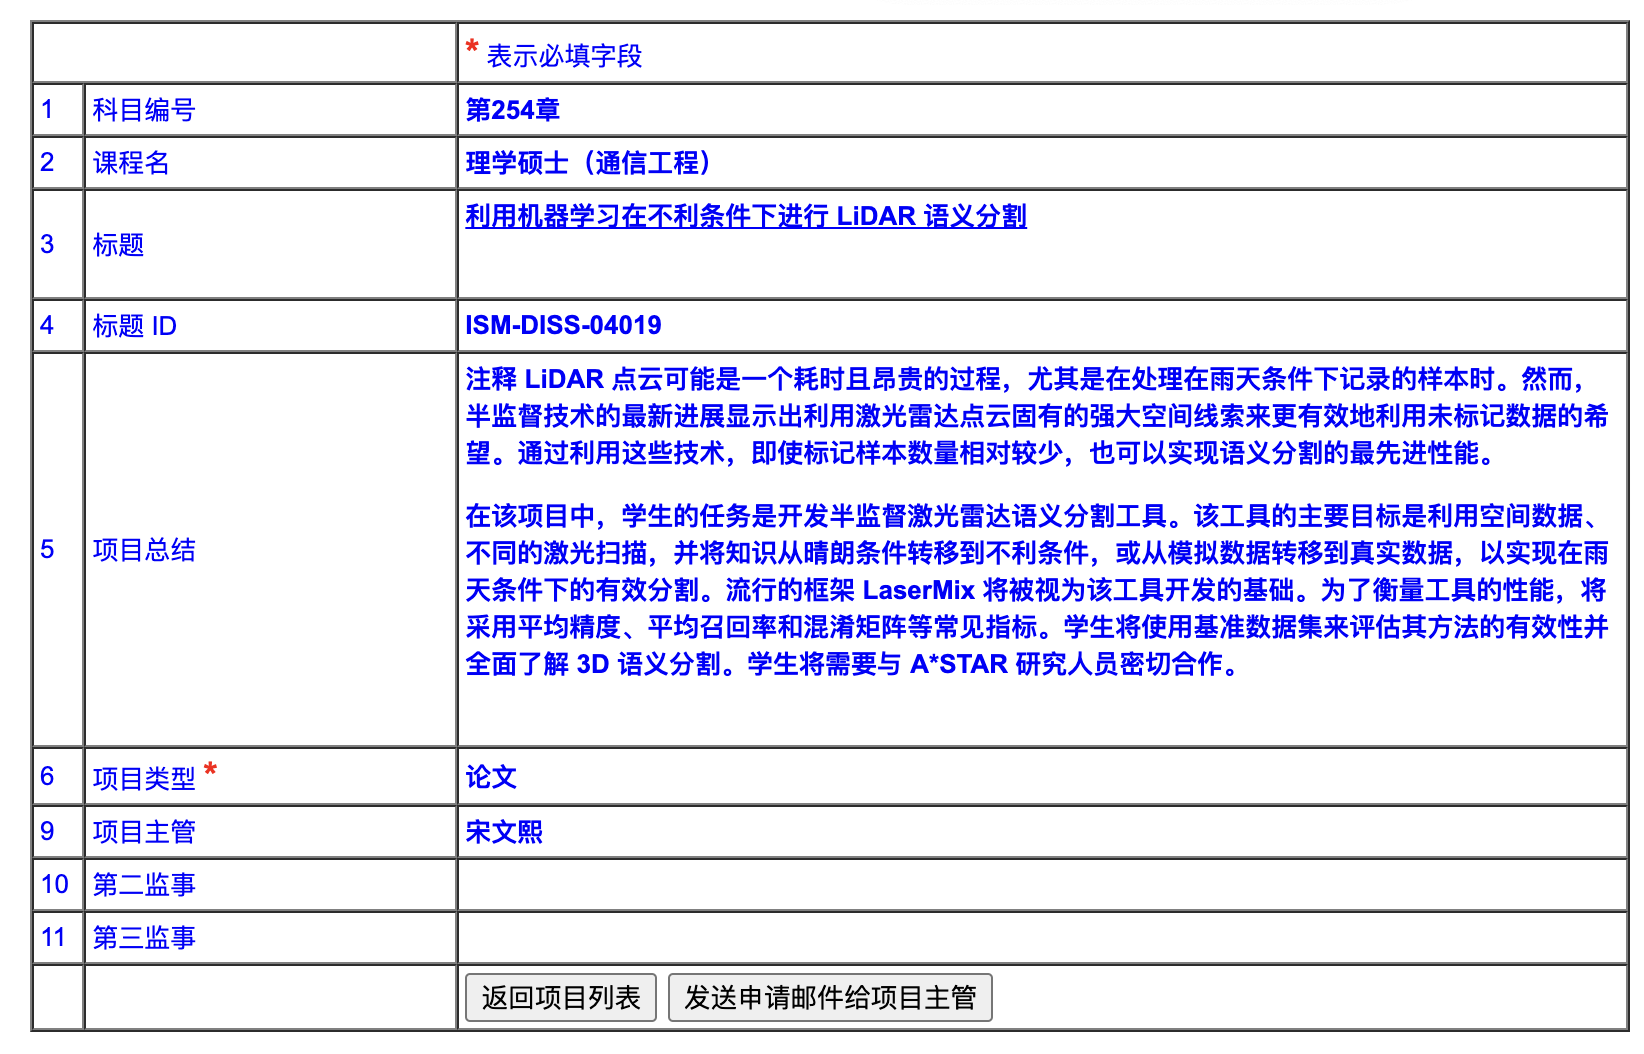 * 表示必填字段
1 科目编号 第254章
2 课程名 理学硕士（通信工程）
3 标题 利用机器学习在不利条件下进行 LiDAR 语义分割
4 标题 ID ISM-DISS-04019
5 项目总结
注释 LiDAR 点云可能是一个耗时且昂贵的过程，尤其是在处理在雨天条件下记录的样本时。然而，
半监督技术的最新进展显示出利用激光雷达点云固有的强大空间线索来更有效地利用未标记数据的希
望。通过利用这些技术，即使标记样本数量相对较少，也可以实现语义分割的最先进性能。
在该项目中，学生的任务是开发半监督激光雷达语义分割工具。该工具的主要目标是利用空间数据、
不同的激光扫描，并将知识从晴朗条件转移到不利条件，或从模拟数据转移到真实数据，以实现在雨
天条件下的有效分割。流行的框架 LaserMix 将被视为该工具开发的基础。为了衡量工具的性能，将
采用平均精度、平均召回率和混淆矩阵等常见指标。学生将使用基准数据集来评估其方法的有效性并
全面了解 3D 语义分割。学生将需要与 A*STAR 研究人员密切合作。
6 项目类型 * 论文
9 项目主管 宋文熙
10 第二监事
11 第三监事
返回项目列表 发送申请邮件给项目主管